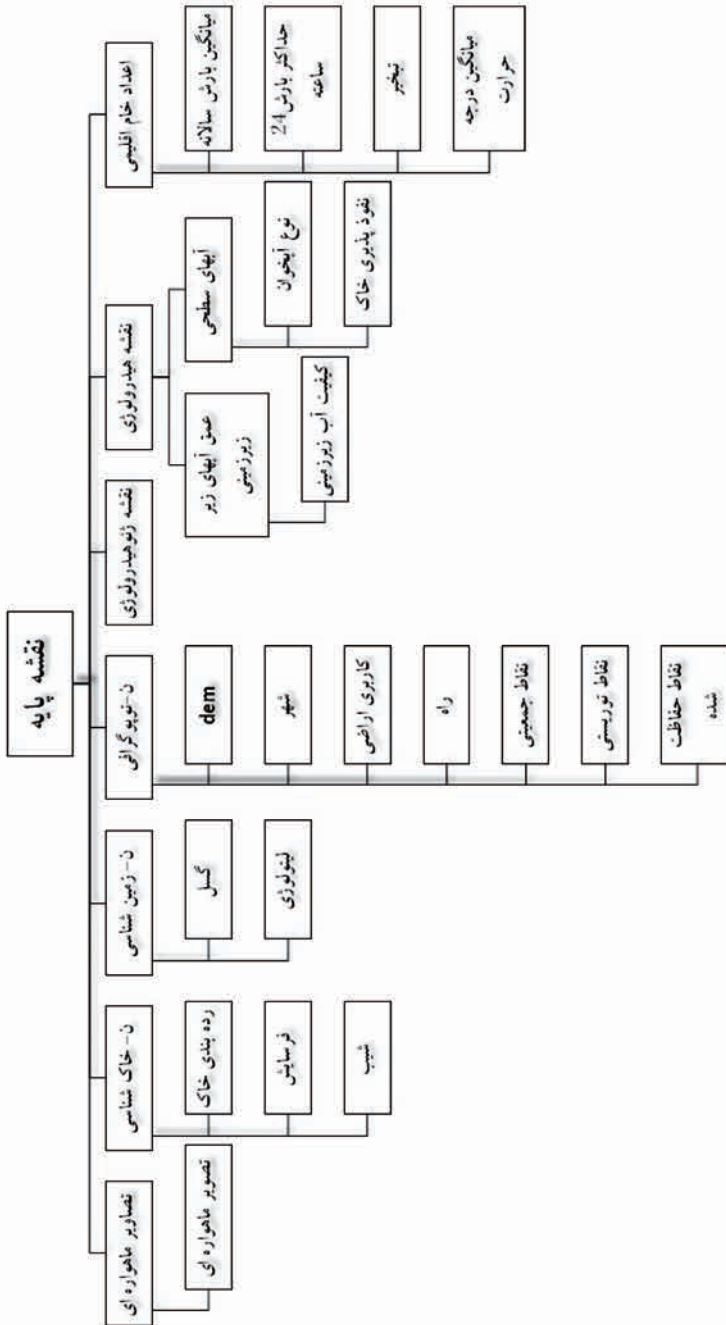 نقشه پایه
اعداد خام اقلیمی
میانگین بارش سالانه
حداکثر بارش24
ساعته
تبخیر
میانگین درجه
حرارت
نقشه هیدرولوژی
آبهای سطحی
نوع آبخوان
نفوذ پذیری خاک
عمق آبهای زیر
زیرزمینی
کیفیت آب زیرزمینی
نقشه ژئوهیدرولوژی
ن-توپوگرافی
dem
شهر
کاربری اراضی
راه
نقاط جمعیتی
نقاط توریستی
نقاط حفاظت
شده
ن- زمین شناسی
گسل
لیتولوژی
ن- خاک شناسی
رده بندی خاک
فرسایش
شیب
تصاویر ماهواره ای
تصویر ماهواره ای